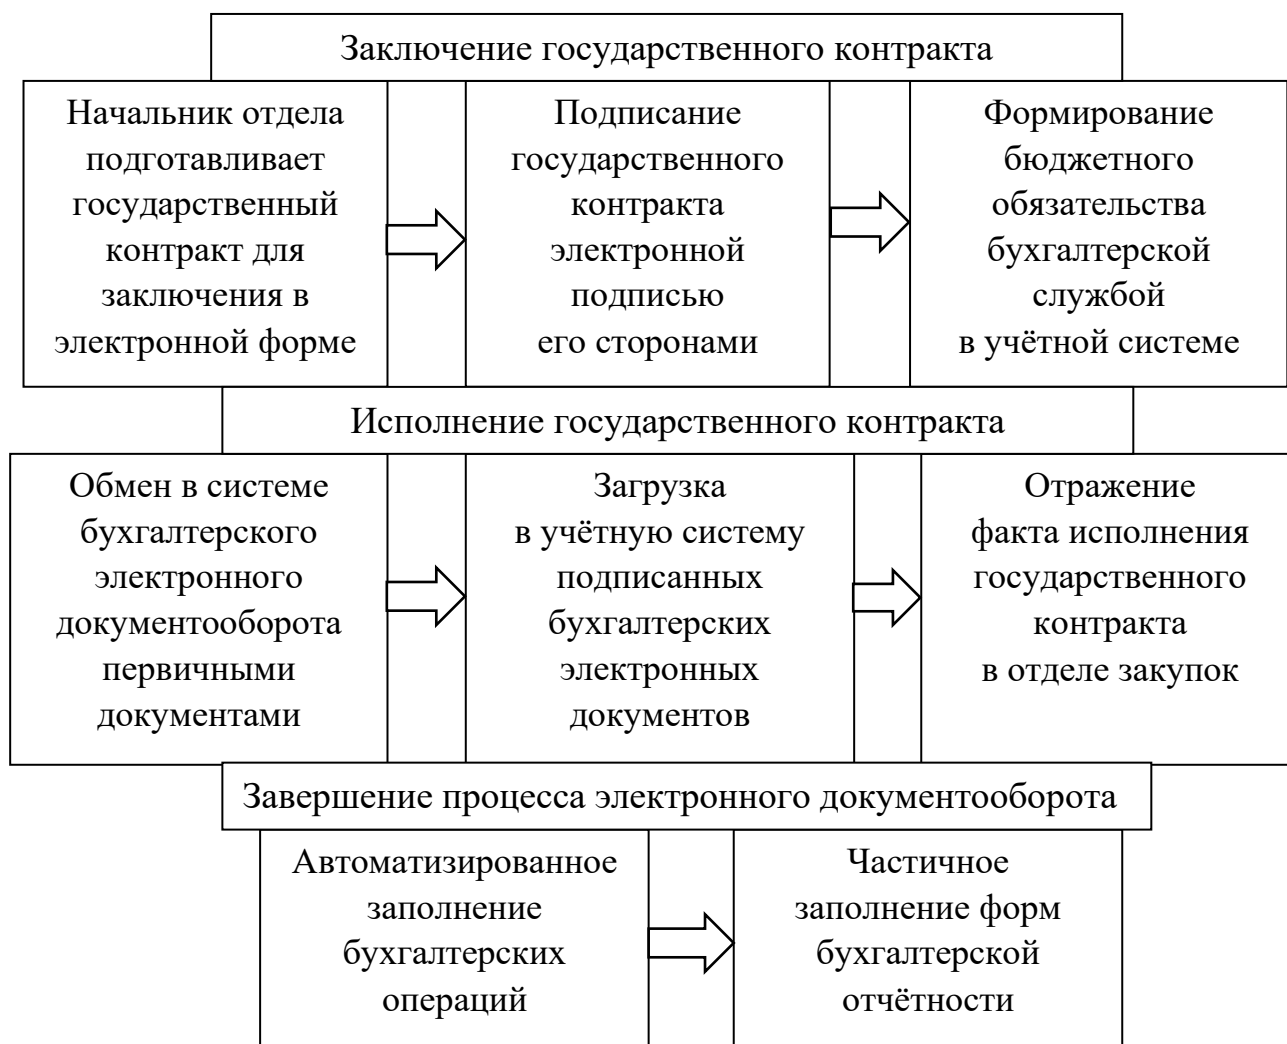 Заключение государственного контракта
Начальник отдела
подготавливает
государственный
контракт для
заключения в
электронной форме
Подписание
государственного
контракта
электронной
подписью
его сторонами
Формирование
бюджетного
обязательства
бухгалтерской
службой
в учётной системе
Исполнение государственного контракта
Обмен в системе
бухгалтерского
электронного
документооборота
первичными
документами
Загрузка
в учётную систему
подписанных
бухгалтерских
электронных
документов
Отражение
факта исполнения
государственного
контракта
в отделе закупок
Завершение процесса электронного документооборота
Автоматизированное
заполнение
бухгалтерских
операций
Частичное
заполнение форм
бухгалтерской
отчётности